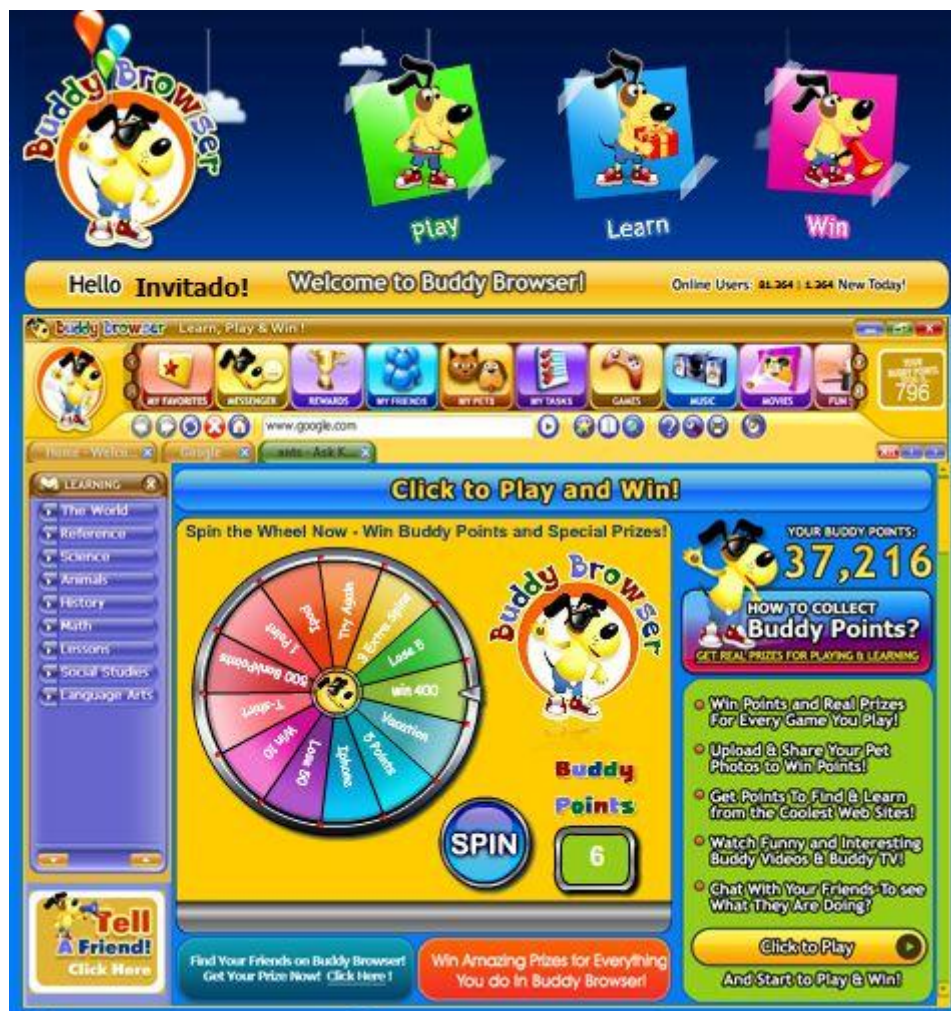 Buddy Browser
Play
Learn
Win
Hello Invitado!
Welcome to Buddy Browser!
Online Users: 81.364 | 1.364 New Today!
buddy browser Learn, Play & Win !
MY FAVORITES
MESSENGER
REWARDS
MY FRIENDS
MY PETS
MY TASKS
GAMES
MUSIC
MOVIES
FUN
YOUR
BUDDY POINTS
796
www.google.com
Home - Welco...
Google
ants - Ask K...
LEARNING
The World
Reference
Science
Animals
History
Math
Lessons
Social Studies
Language Arts
Tell
A Friend!
Click Here
Click to Play and Win!
Spin the Wheel Now - Win Buddy Points and Special Prizes!
Try Again
3 Extra Spins
Lose 5
win 400
Vacation
5 Points
Iphone
Lose 50
Win 10
T-shirt
1 Point
Ipod
Buddy Browser
Buddy
Points
6
SPIN
YOUR BUDDY POINTS:
37,216
HOW TO COLLECT
Buddy Points?
GET REAL PRIZES FOR PLAYING & LEARNING
Win Points and Real Prizes
For Every Game You Play!
Upload & Share Your Pet
Photos to Win Points!
Get Points To Find & Learn
from the Coolest Web Sites!
Watch Funny and Interesting
Buddy Videos & Buddy TV!
Chat With Your Friends-To see
What They Are Doing?
Click to Play
And Start to Play & Win!
Find Your Friends on Buddy Browser!
Get Your Prize Now! Click Here !
Win Amazing Prizes for Everything
You do in Buddy Browser!